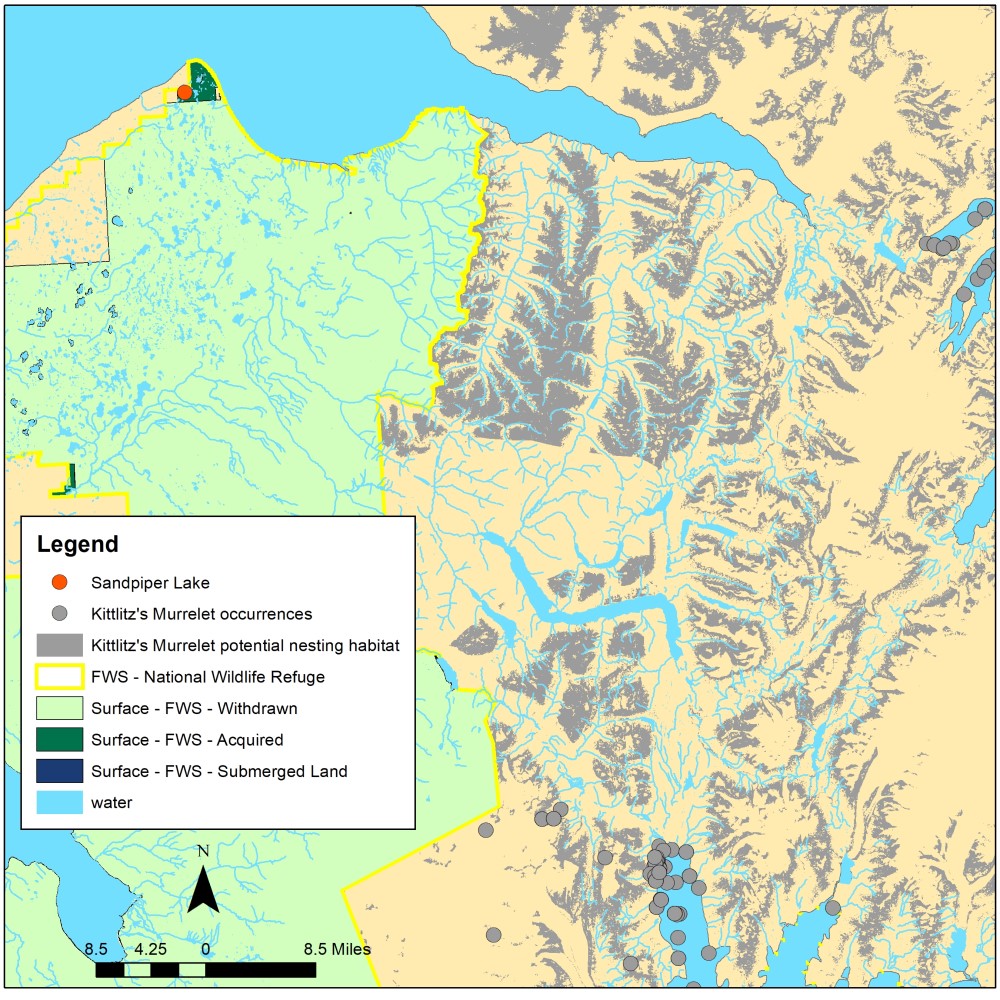 Legend
Sandpiper Lake
Kittlitz's Murrelet occurrences
Kittlitz's Murrelet potential nesting habitat
FWS - National Wildlife Refuge
Surface - FWS - Withdrawn
Surface - FWS - Acquired
Surface - FWS - Submerged Land
water
N
8.5 4.25 0 8.5 Miles